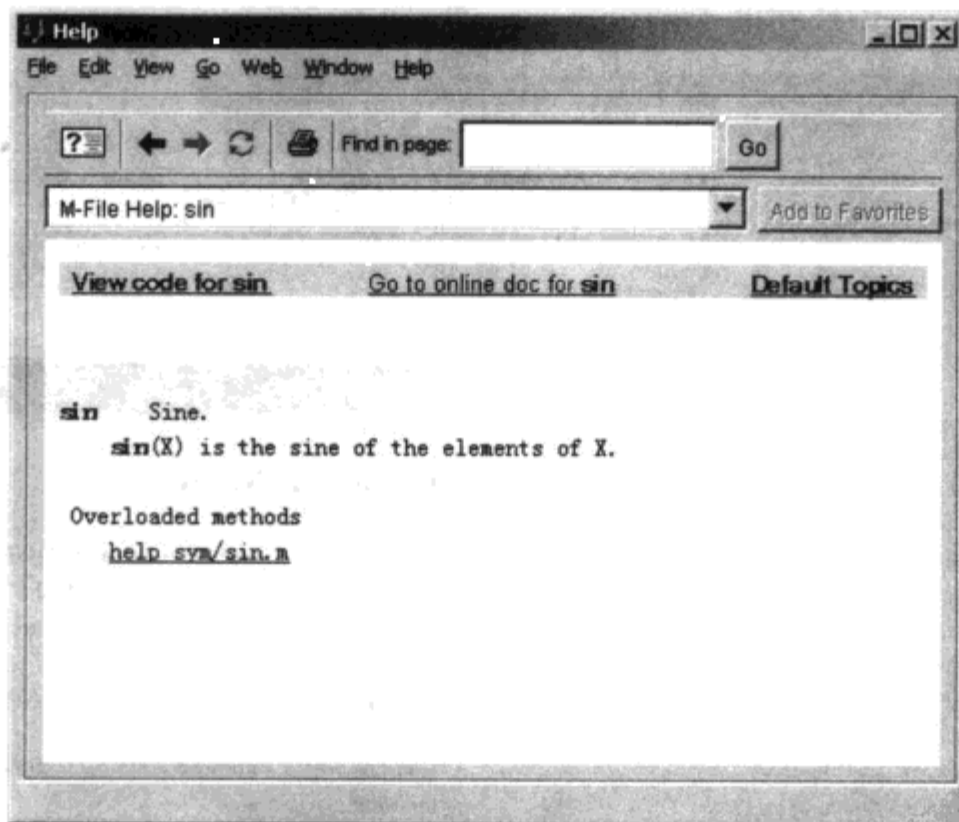 Help
File Edit View Go Web Window Help
Find in page: Go
M-File Help: sin Add to Favorites
View code for sin Go to online doc for sin Default Topics
sin Sine.
sin(X) is the sine of the elements of X.
Overloaded methods
help sym/sin.m